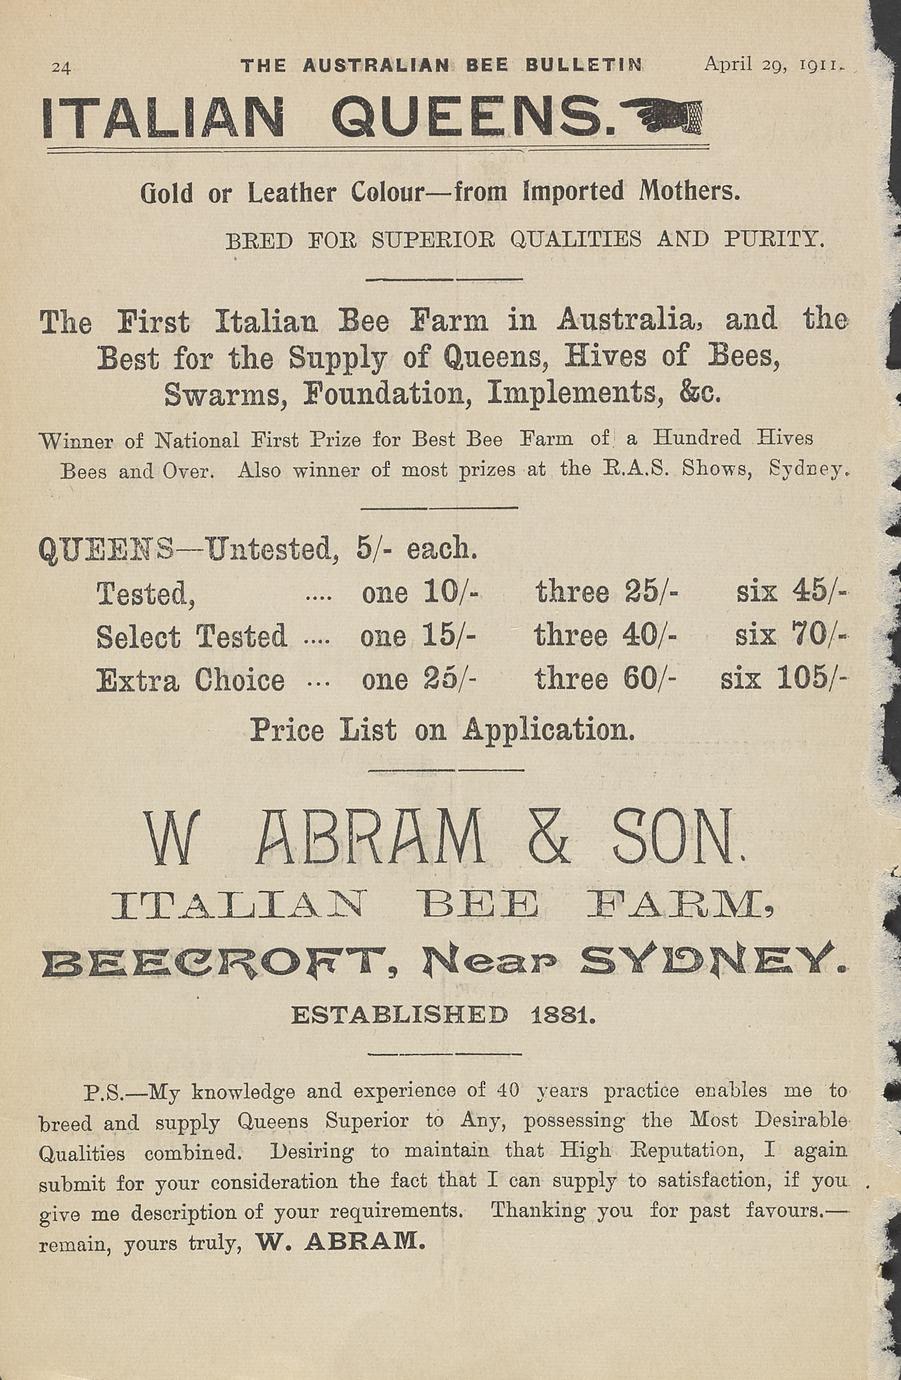 24 THE AUSTRALIAN BEE BULLETIN April 29, 1911.
ITALIAN QUEENS.
Gold or Leather Colour—from Imported Mothers.
BRED FOR SUPERIOR QUALITIES AND PURITY.
The First Italian Bee Farm in Australia, and the
Best for the Supply of Queens, Hives of Bees,
Swarms, Foundation, Implements, &c.
Winner of National First Prize for Best Bee Farm of a Hundred Hives
Bees and Over. Also winner of most prizes at the R.A.S. Shows, Sydney.
QUEENS—Untested, 5/- each.
Tested, .... one 10/- three 25/- six 45/-
Select Tested .... one 15/- three 40/- six 70/-
Extra Choice ... one 25/- three 60/- six 105/-
Price List on Application.
W ABRAM & SON.
ITALIAN BEE FARM,
BEECROFT, Near SYDNEY.
ESTABLISHED 1881.
P.S.—My knowledge and experience of 40 years practice enables me to
breed and supply Queens Superior to Any, possessing the Most Desirable
Qualities combined. Desiring to maintain that High Reputation, I again
submit for your consideration the fact that I can supply to satisfaction, if you
give me description of your requirements. Thanking you for past favours.—
remain, yours truly, W. ABRAM.